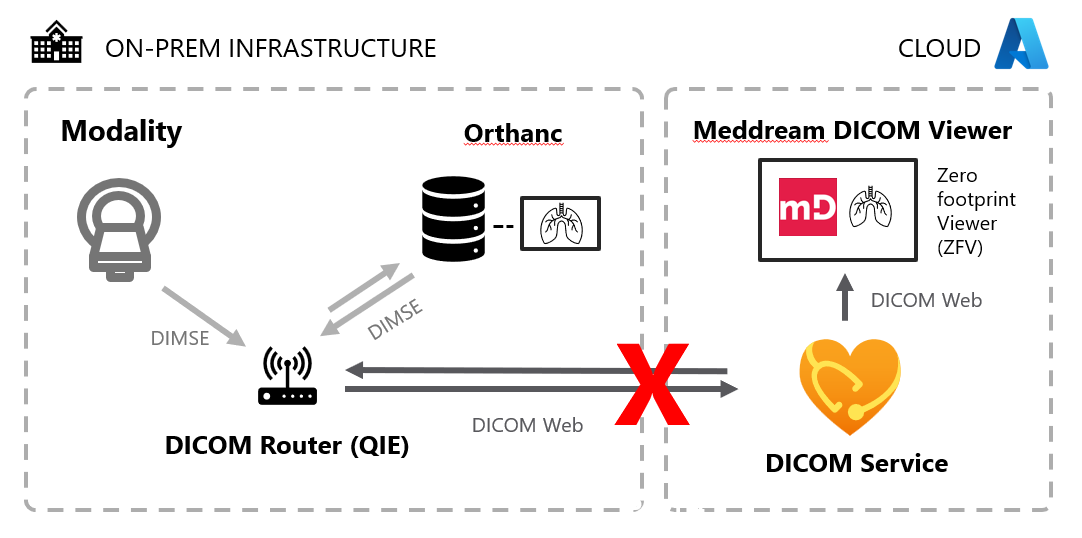 ON-PREM INFRASTRUCTURE
CLOUD
Modality
Orthanc
DIMSE
DIMSE
DICOM Router (QIE)
DICOM Web
X
Meddream DICOM Viewer
mD
Zero
footprint
Viewer
(ZFV)
DICOM Web
DICOM Service